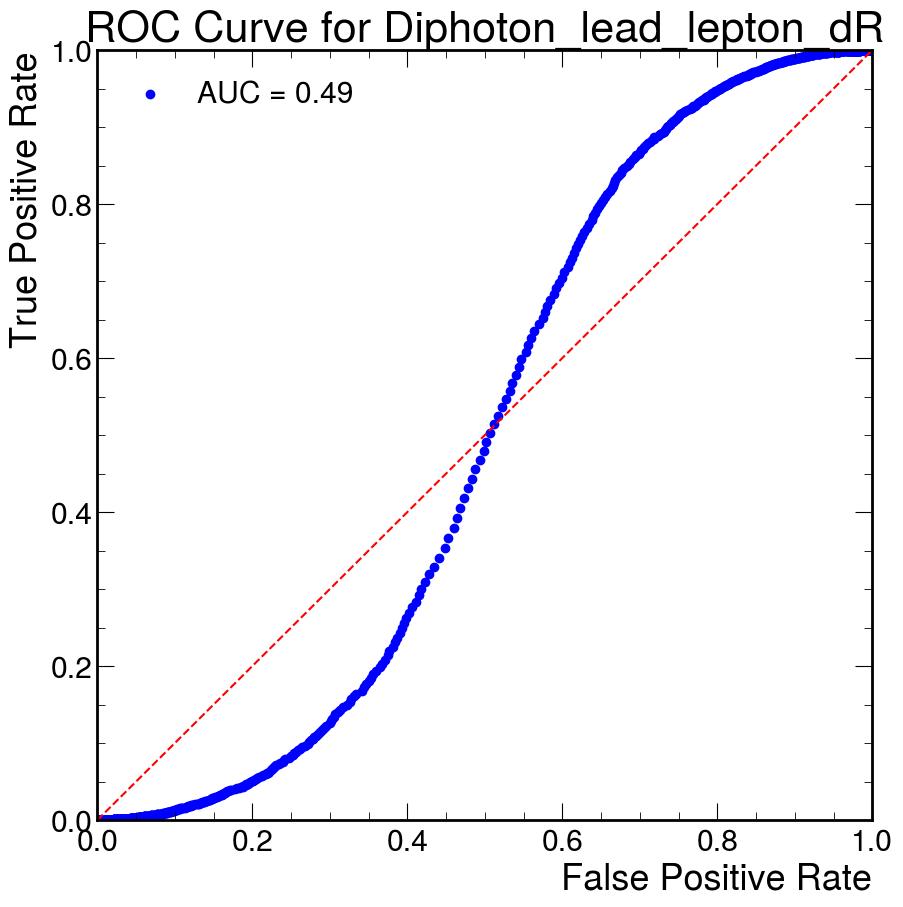 ROC Curve for Diphoton_lead_lepton_dR
AUC = 0.49
True Positive Rate
1.0
0.8
0.6
0.4
0.2
0.0
0.0 0.2 0.4 0.6 0.8 1.0
False Positive Rate